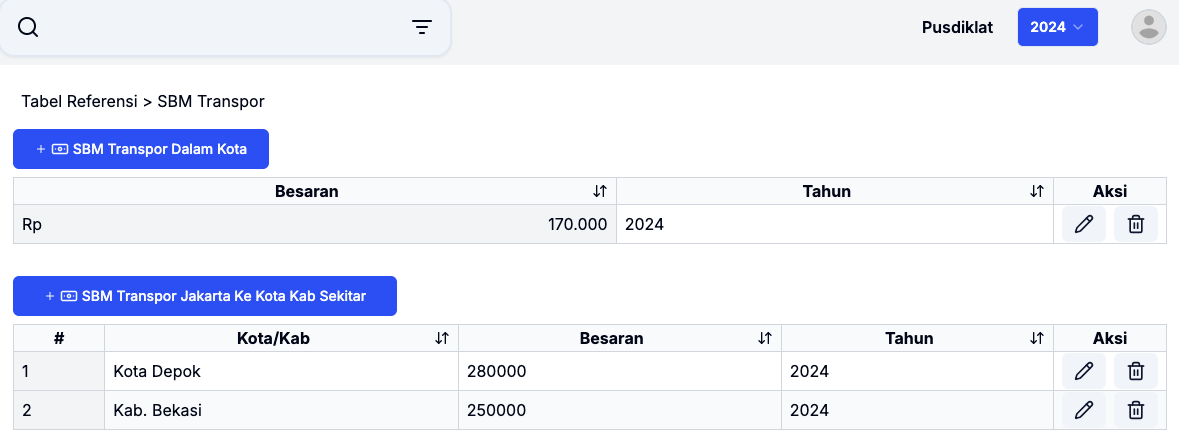 Pusdiklat 2024
Tabel Referensi > SBM Transpor
+ SBM Transpor Dalam Kota
Besaran Tahun Aksi
Rp 170.000 2024
+ SBM Transpor Jakarta Ke Kota Kab Sekitar
# Kota/Kab Besaran Tahun Aksi
1 Kota Depok 280000 2024
2 Kab. Bekasi 250000 2024